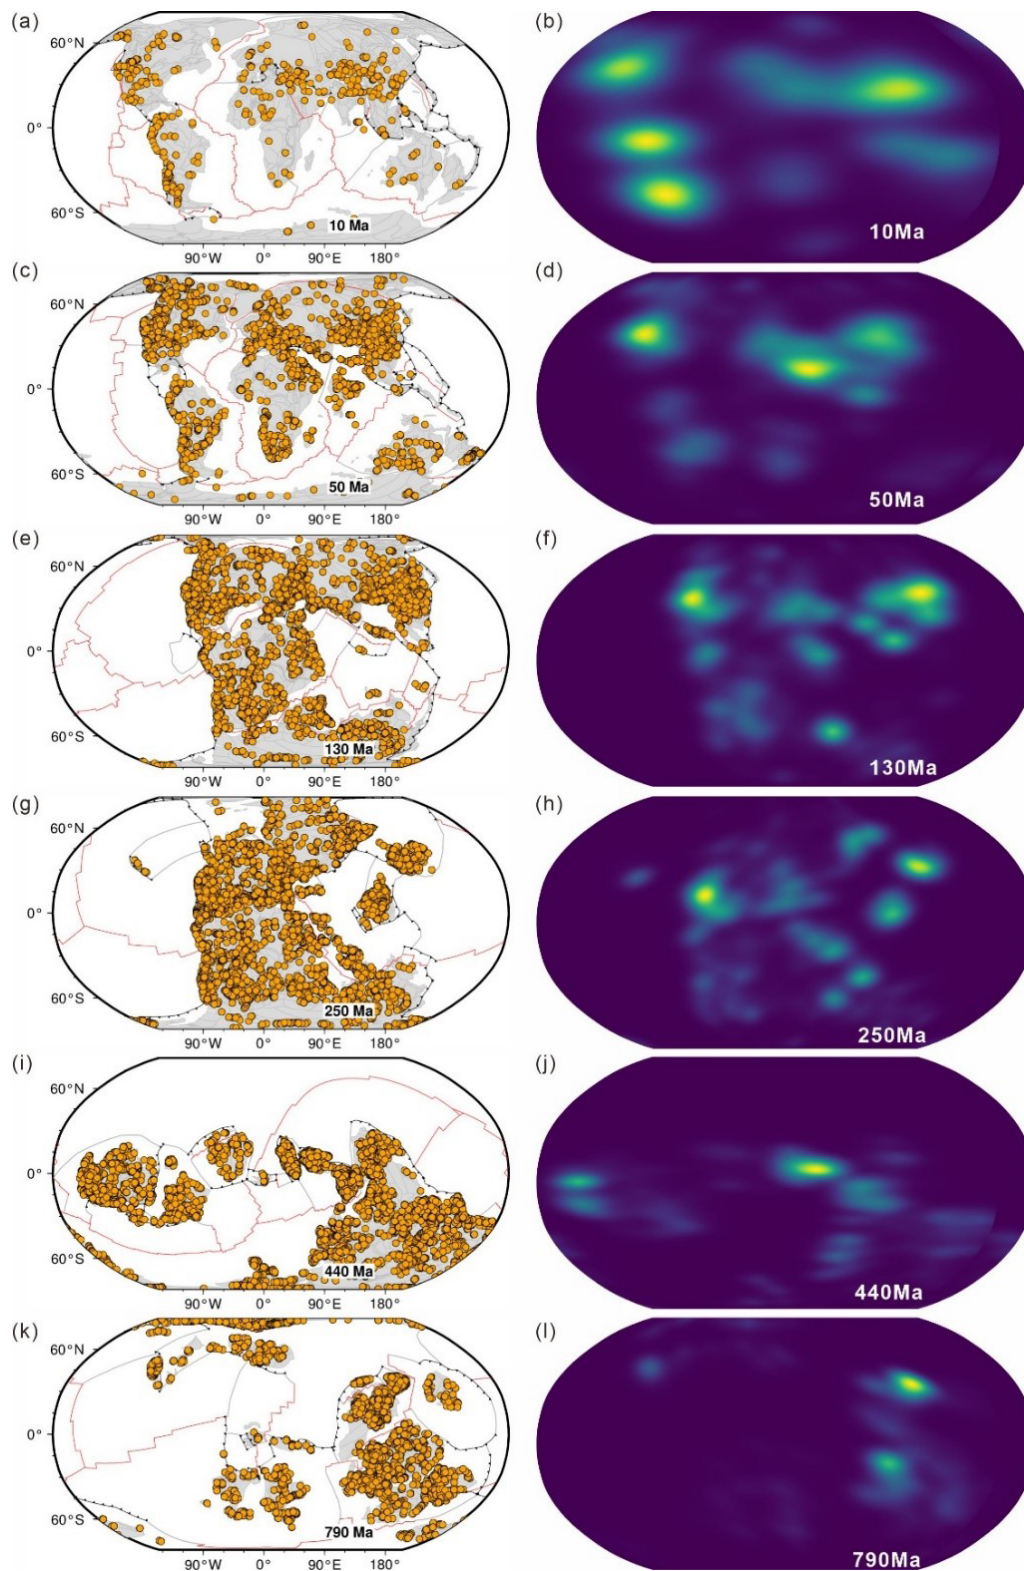 (a) (b)
60°N
0°
60°S
10 Ma
10Ma
90°W 0° 90°E 180°
(c) (d)
60°N
0°
60°S
50 Ma
50Ma
90°W 0° 90°E 180°
(e) (f)
60°N
0°
60°S
130 Ma
130Ma
90°W 0° 90°E 180°
(g) (h)
60°N
0°
60°S
250 Ma
250Ma
90°W 0° 90°E 180°
(i) (j)
60°N
0°
60°S
440 Ma
440Ma
90°W 0° 90°E 180°
(k) (l)
60°N
0°
60°S
790 Ma
790Ma
90°W 0° 90°E 180°